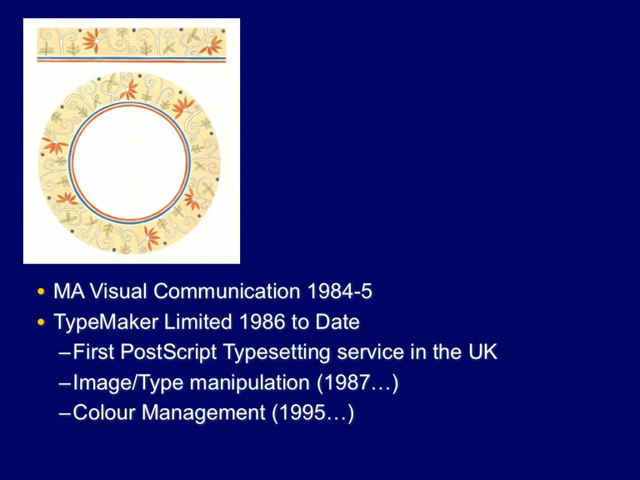 • MA Visual Communication 1984-5
• TypeMaker Limited 1986 to Date
–First PostScript Typesetting service in the UK
–Image/Type manipulation (1987…)
–Colour Management (1995…)